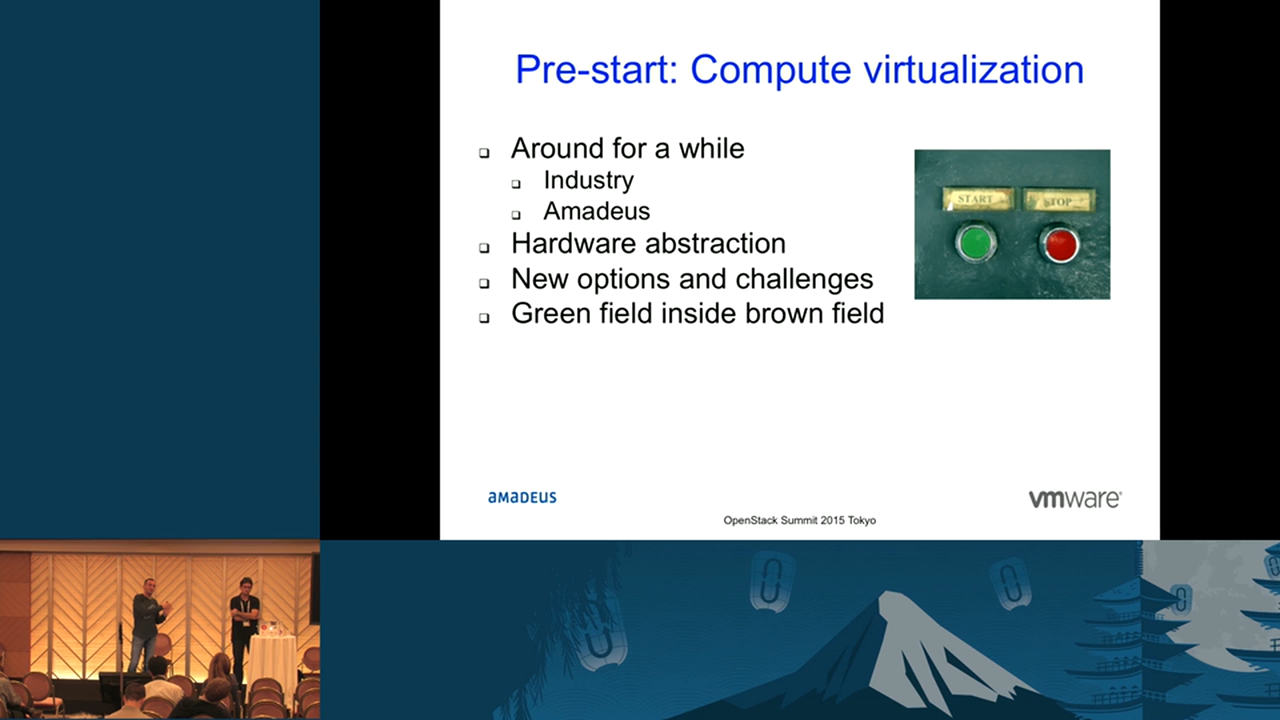 Pre-start: Compute virtualization
Around for a while
Industry
Amadeus
Hardware abstraction
New options and challenges
Green field inside brown field
START
STOP
amadeus
vmware
OpenStack Summit 2015 Tokyo